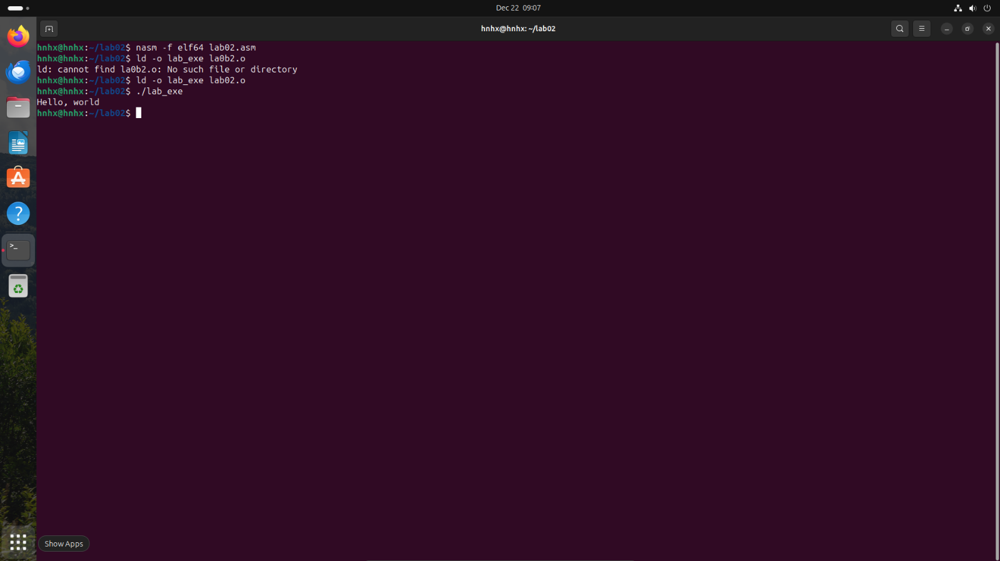 Dec 22 09:07
hnhx@hnhx: ~/lab02
hnhx@hnhx:~/lab02$ nasm -f elf64 lab02.asm
hnhx@hnhx:~/lab02$ ld -o lab_exe la0b2.o
ld: cannot find la0b2.o: No such file or directory
hnhx@hnhx:~/lab02$ ld -o lab_exe lab02.o
hnhx@hnhx:~/lab02$ ./lab_exe
Hello, world
hnhx@hnhx:~/lab02$
Show Apps